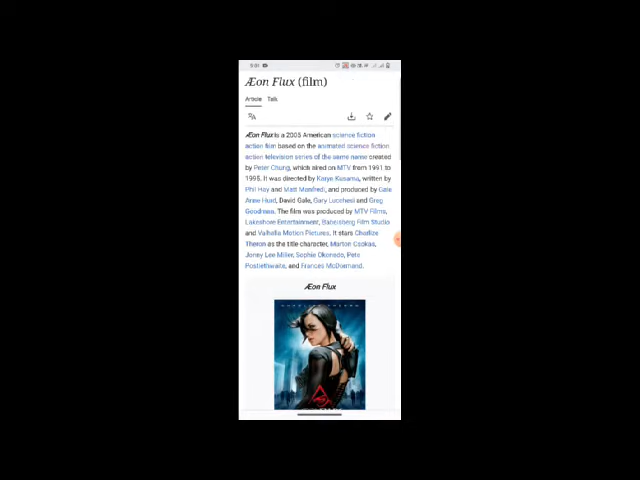 5:51
Æon Flux (film)
Article Talk
Æon Flux is a 2005 American science fiction
action film based on the animated science fiction
action television series of the same name created
by Peter Chung, which aired on MTV from 1991 to
1995. It was directed by Karyn Kusama, written by
Phil Hay and Matt Manfredi, and produced by Gale
Anne Hurd, David Gale, Gary Lucchesi and Greg
Goodman. The film was produced by MTV Films,
Lakeshore Entertainment, Babelsberg Film Studio
and Valhalla Motion Pictures. It stars Charlize
Theron as the title character, Marton Csokas,
Jonny Lee Miller, Sophie Okonedo, Pete
Postlethwaite, and Frances McDormand.
Æon Flux